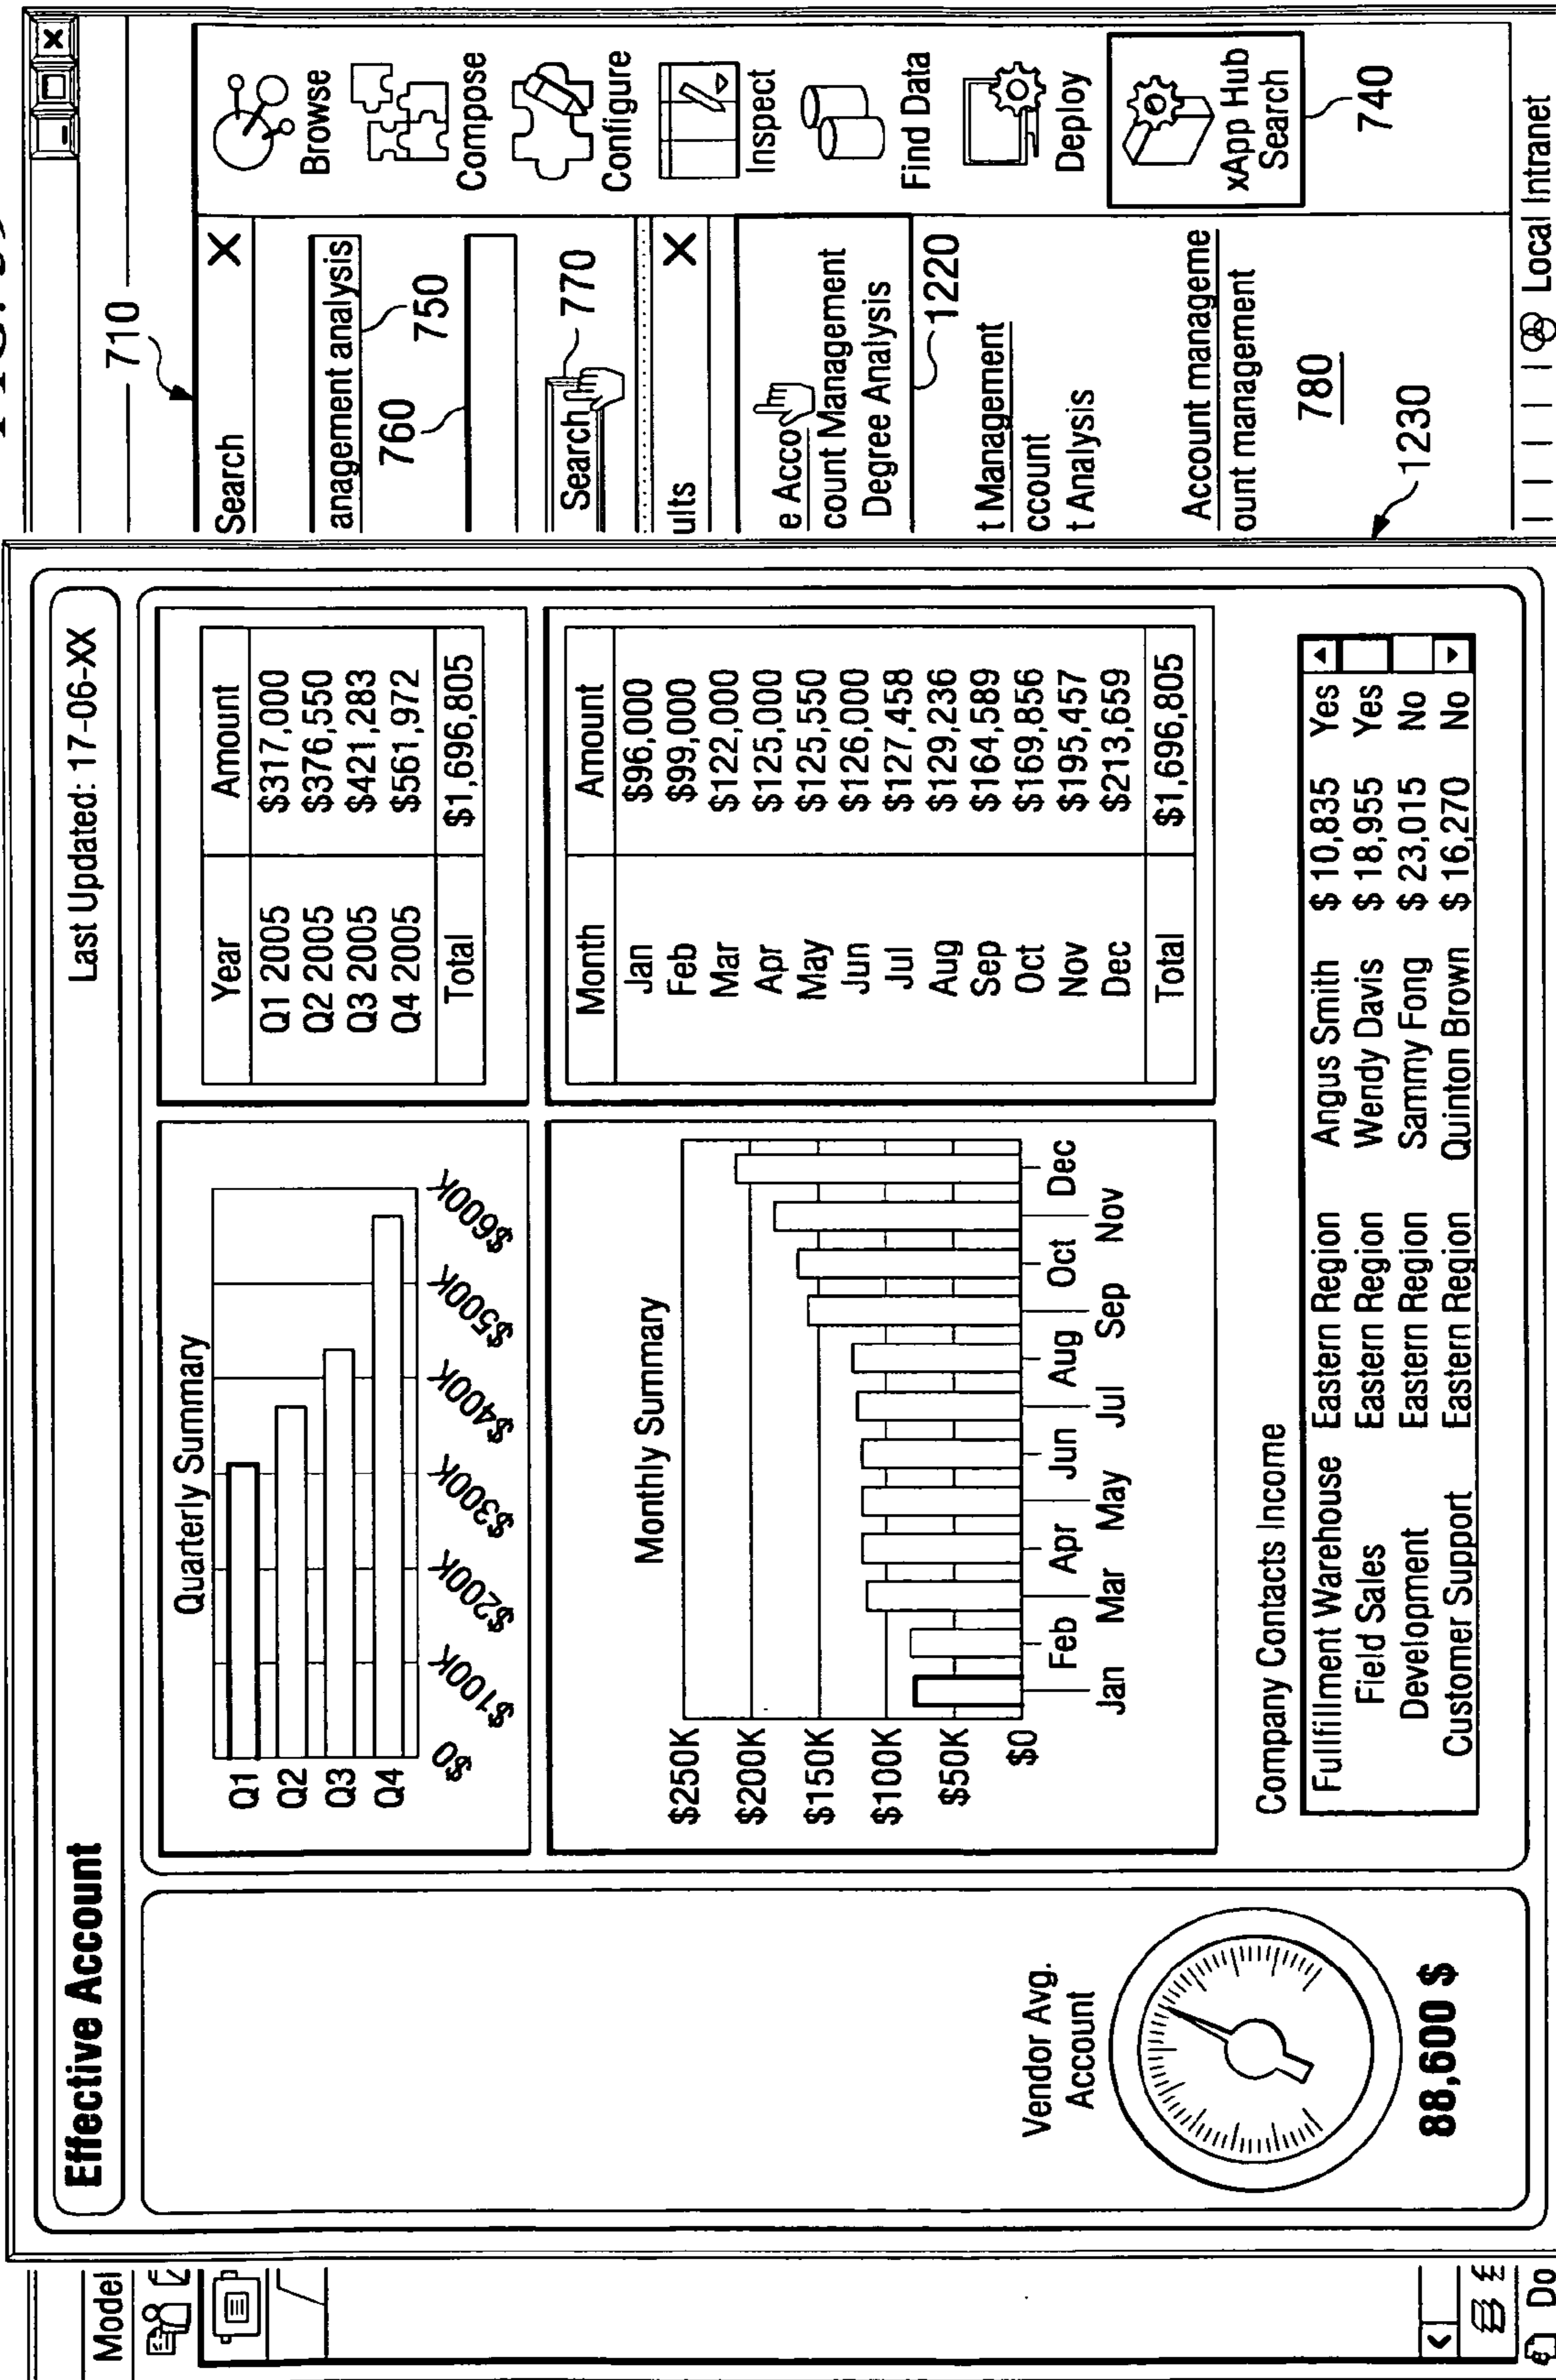 710
Model
Effective Account
Last Updated: 17-06-XX
Quarterly Summary
Q1
Q2
Q3
Q4
$0 $100K $200K $300K $400K $500K $600K
Year Amount
Q1 2005 $317,000
Q2 2005 $376,550
Q3 2005 $421,283
Q4 2005 $561,972
Total $1,696,805
Monthly Summary
$250K
$200K
$150K
$100K
$50K
$0
Jan Feb Mar Apr May Jun Jul Aug Sep Oct Nov Dec
Month Amount
Jan $96,000
Feb $99,000
Mar $122,000
Apr $125,000
May $125,550
Jun $126,000
Jul $127,458
Aug $129,236
Sep $164,589
Oct $169,856
Nov $195,457
Dec $213,659
Total $1,696,805
Vendor Avg.
Account
88,600 $
Company Contacts Income
Fullfillment Warehouse Eastern Region Angus Smith $ 10,835 Yes
Field Sales Eastern Region Wendy Davis $ 18,955 Yes
Development Eastern Region Sammy Fong $ 23,015 No
Customer Support Eastern Region Quinton Brown $ 16,270 No
1230
Search X
anagement analysis
760 750
Search 770
ults X
e Acco
count Management
Degree Analysis
1220
t Management
ccount
t Analysis
Account manageme
ount management
780
Browse
Compose
Configure
Inspect
Find Data
Deploy
xApp Hub
Search
740
Do
Local Intranet